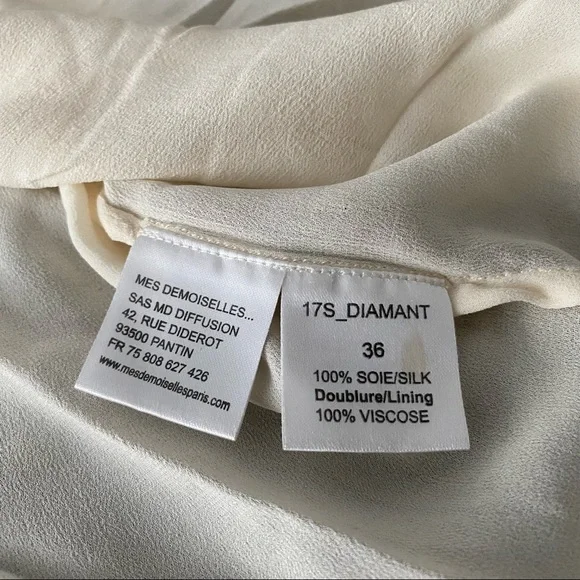 MES DEMOISELLES...
SAS MD DIFFUSION
42, RUE DIDEROT
93500 PANTIN
FR 75 808 627 426
www.mesdemoisellesparis.com
17S_DIAMANT
36
100% SOIE/SILK
Doublure/Lining
100% VISCOSE